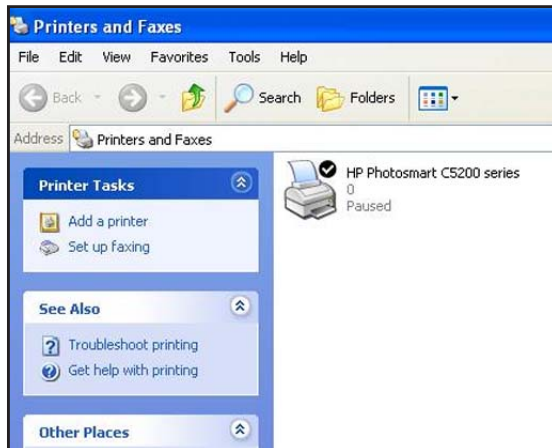 Printers and Faxes
File Edit View Favorites Tools Help
Back Search Folders
Address Printers and Faxes
Printer Tasks
Add a printer
Set up faxing
See Also
Troubleshoot printing
Get help with printing
Other Places
HP Photosmart C5200 series
0
Paused